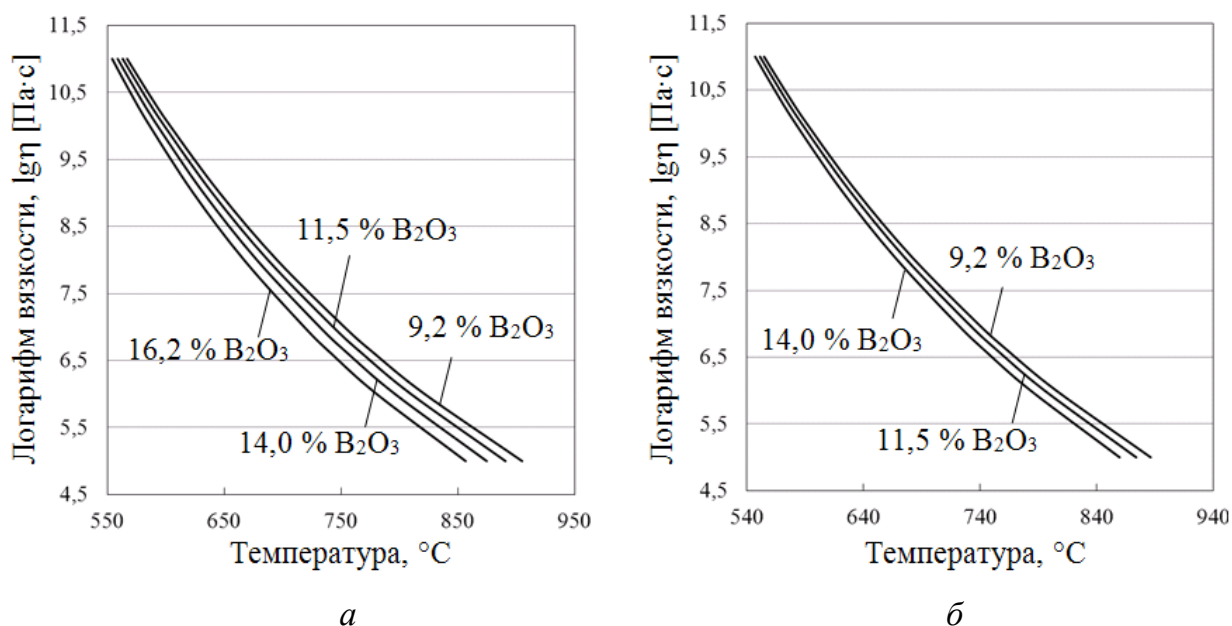 11,5
10,5
9,5
8,5
7,5
6,5
5,5
4,5
Логарифм вязкости, lgη [Па·с]
11,5 % B₂O₃
9,2 % B₂O₃
16,2 % B₂O₃
14,0 % B₂O₃
550 650 750 850 950
Температура, °C
а
11,5
10,5
9,5
8,5
7,5
6,5
5,5
4,5
Логарифм вязкости, lgη [Па·с]
9,2 % B₂O₃
14,0 % B₂O₃
11,5 % B₂O₃
540 640 740 840 940
Температура, °C
б